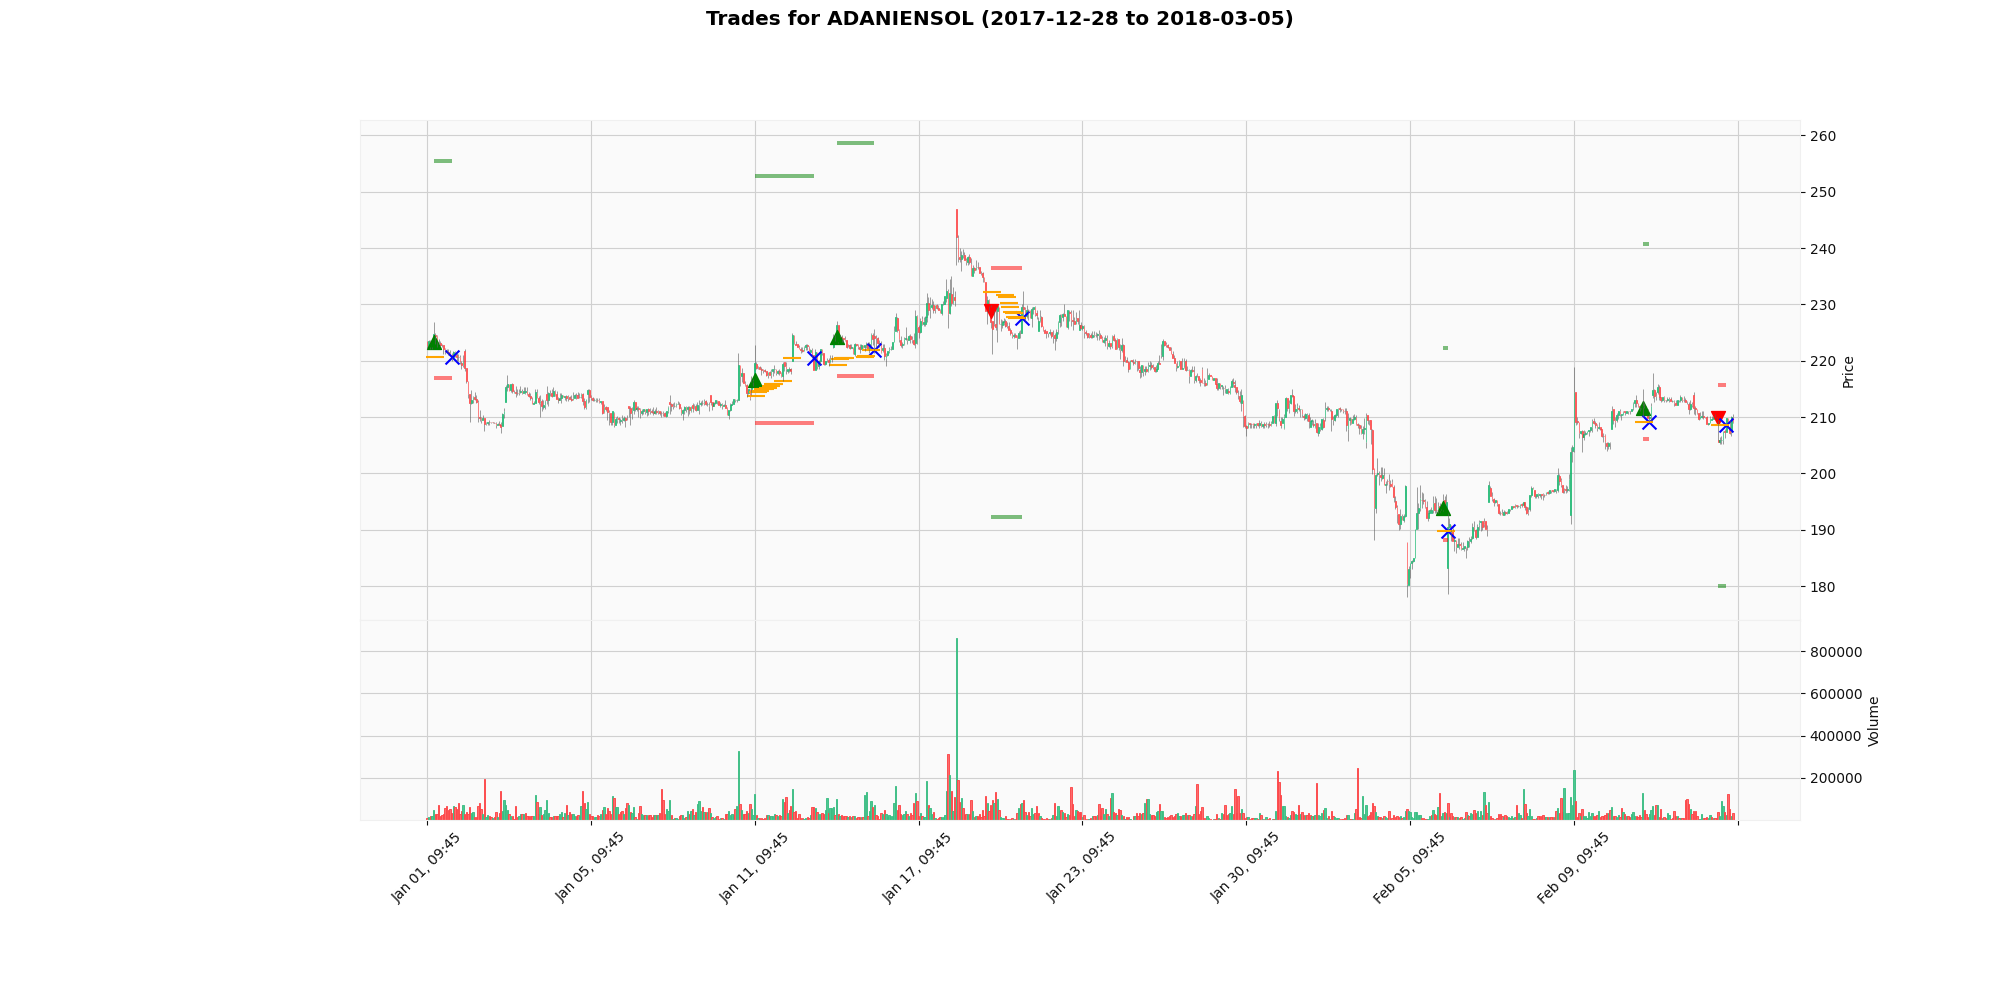 Trades for ADANIENSOL (2017-12-28 to 2018-03-05)
260
250
240
230
220
210
200
190
180
Price
800000
600000
400000
200000
Volume
Jan 01, 09:45
Jan 05, 09:45
Jan 11, 09:45
Jan 17, 09:45
Jan 23, 09:45
Jan 30, 09:45
Feb 05, 09:45
Feb 09, 09:45